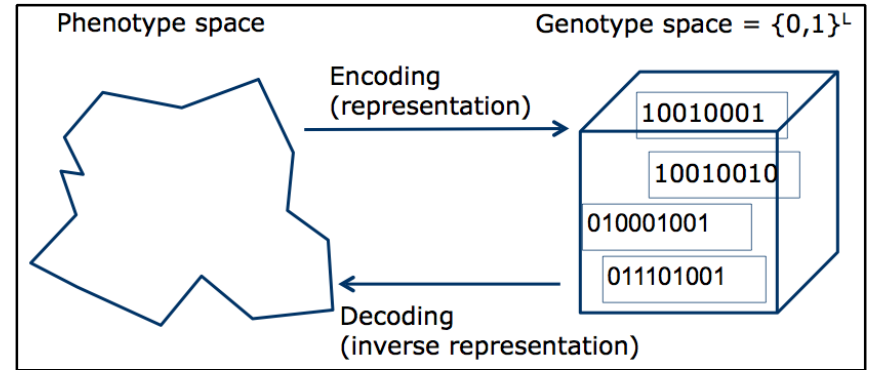 Phenotype space
Genotype space = {0,1}ᴸ
Encoding
(representation)
10010001
10010010
010001001
011101001
Decoding
(inverse representation)